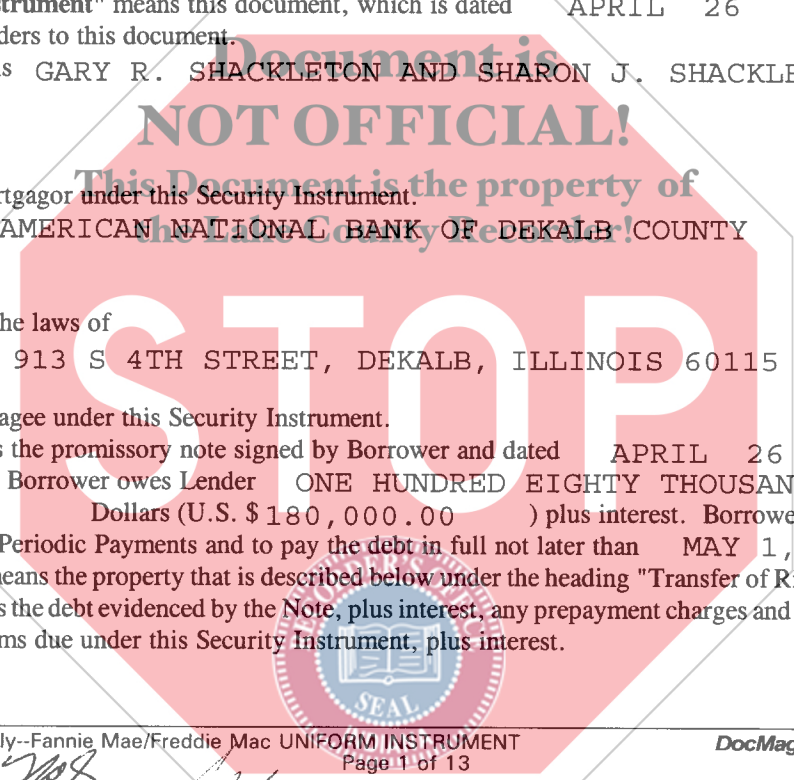 strument" means this document, which is dated APRIL 26
ders to this document.
Document is
s GARY R. SHACKLETON AND SHARON J. SHACKLE
NOT OFFICIAL!
This Document is the property of
rtgagor under this Security Instrument.
AMERICAN NATIONAL BANK OF DEKALB COUNTY
the Lake County Recorder!
he laws of
STOP
913 S 4TH STREET, DEKALB, ILLINOIS 60115
agee under this Security Instrument.
s the promissory note signed by Borrower and dated APRIL 26
Borrower owes Lender ONE HUNDRED EIGHTY THOUSAN
Dollars (U.S. $ 180,000.00 ) plus interest. Borrowe
Periodic Payments and to pay the debt in full not later than MAY 1,
neans the property that is described below under the heading "Transfer of Ri
s the debt evidenced by the Note, plus interest, any prepayment charges and
ms due under this Security Instrument, plus interest.
RECORDER'S
SEAL
ly--Fannie Mae/Freddie Mac UNIFORM INSTRUMENT
DocMag
Page 1 of 13